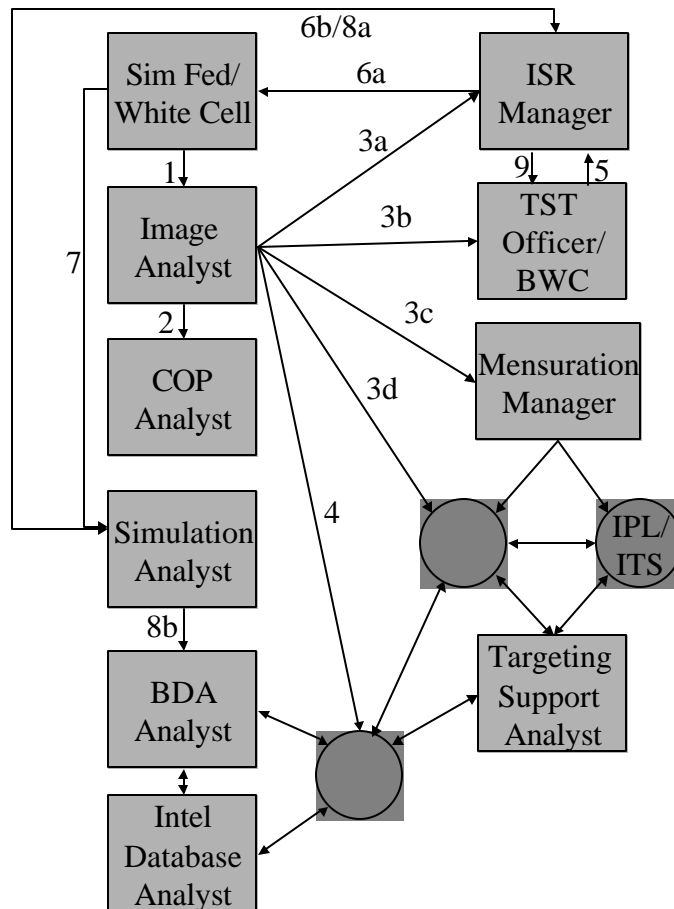 6b/8a
Sim Fed/
White Cell
6a
ISR
Manager
3a
1
9
5
Image
Analyst
3b
TST
Officer/
BWC
7
2
3c
COP
Analyst
3d
Mensuration
Manager
4
Simulation
Analyst
IPL/
ITS
8b
BDA
Analyst
Targeting
Support
Analyst
Intel
Database
Analyst